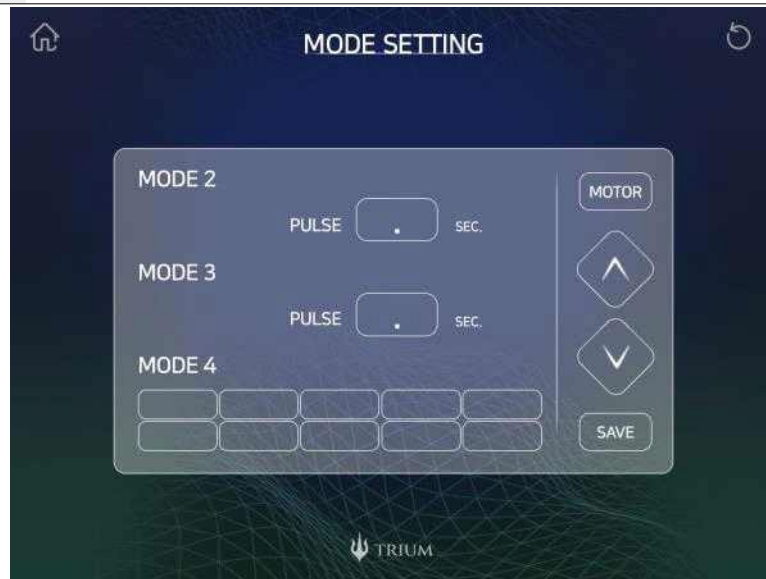 MODE SETTING
MODE 2
MOTOR
PULSE . SEC.
MODE 3
PULSE . SEC.
MODE 4
SAVE
TRIUM